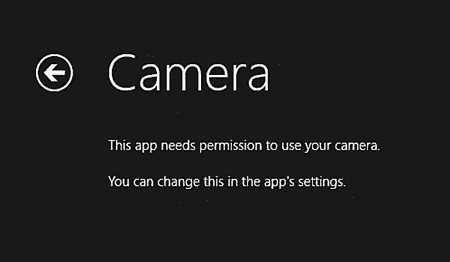 Camera
This app needs permission to use your camera.
You can change this in the app's settings.